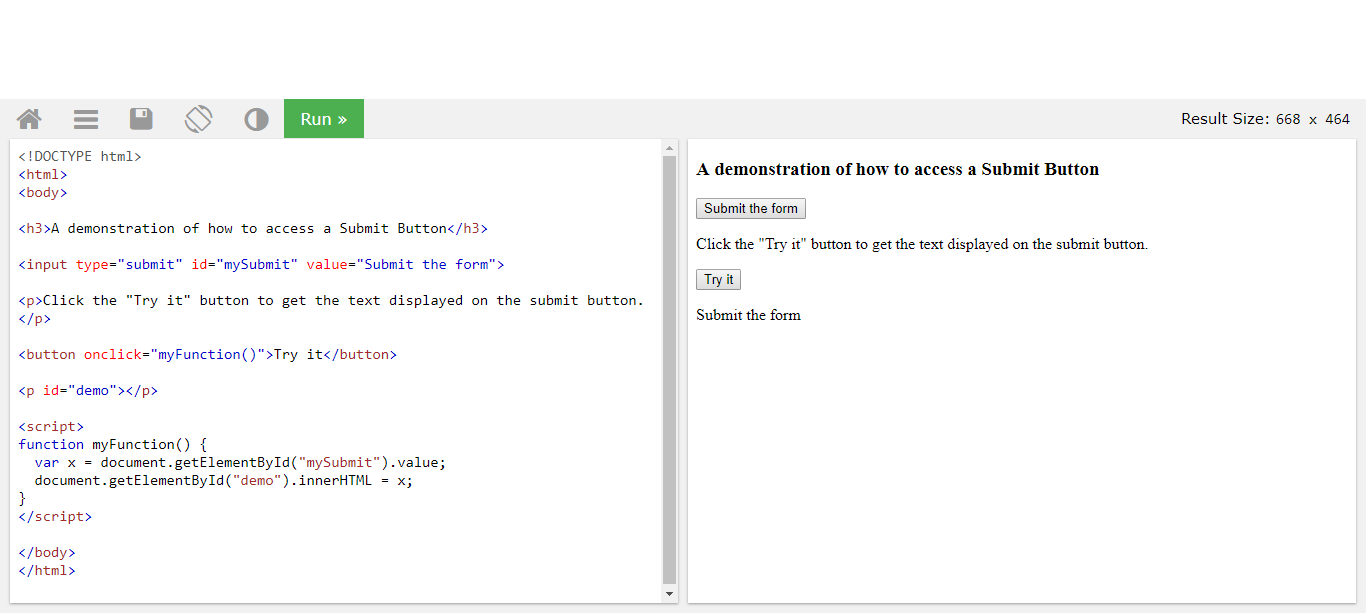 Run »
Result Size: 668 x 464
<!DOCTYPE html>
<html>
<body>
<h3>A demonstration of how to access a Submit Button</h3>
<input type="submit" id="mySubmit" value="Submit the form">
<p>Click the "Try it" button to get the text displayed on the submit button.
</p>
<button onclick="myFunction()">Try it</button>
<p id="demo"></p>
<script>
function myFunction() {
  var x = document.getElementById("mySubmit").value;
  document.getElementById("demo").innerHTML = x;
}
</script>
</body>
</html>
A demonstration of how to access a Submit Button
Submit the form
Click the "Try it" button to get the text displayed on the submit button.
Try it
Submit the form